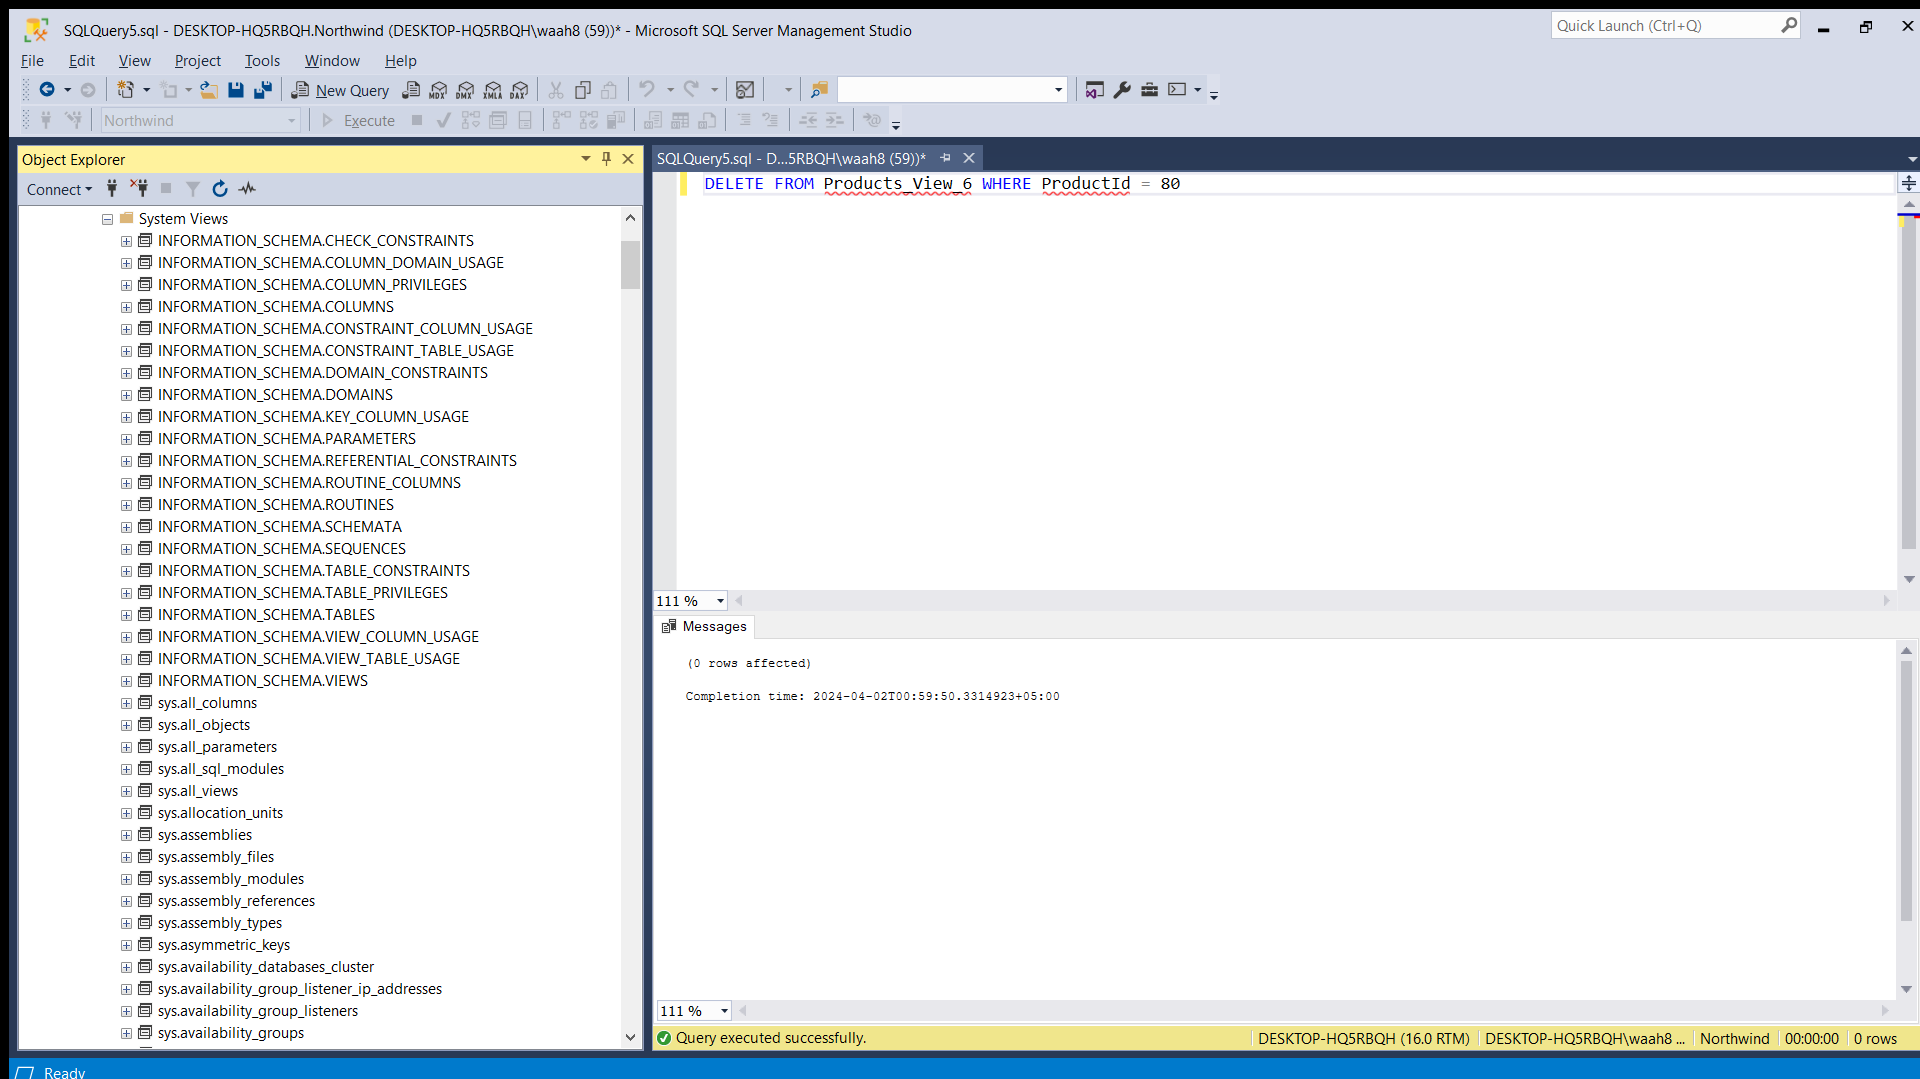 SQLQuery5.sql - DESKTOP-HQ5RBQH.Northwind (DESKTOP-HQ5RBQH\waah8 (59))* - Microsoft SQL Server Management Studio
Quick Launch (Ctrl+Q)
File Edit View Project Tools Window Help
New Query MDX DMX XMLA DAX
Northwind Execute
Object Explorer
SQLQuery5.sql - D...5RBQH\waah8 (59))*
Connect
DELETE FROM Products_View_6 WHERE ProductId = 80
System Views
INFORMATION_SCHEMA.CHECK_CONSTRAINTS
INFORMATION_SCHEMA.COLUMN_DOMAIN_USAGE
INFORMATION_SCHEMA.COLUMN_PRIVILEGES
INFORMATION_SCHEMA.COLUMNS
INFORMATION_SCHEMA.CONSTRAINT_COLUMN_USAGE
INFORMATION_SCHEMA.CONSTRAINT_TABLE_USAGE
INFORMATION_SCHEMA.DOMAIN_CONSTRAINTS
INFORMATION_SCHEMA.DOMAINS
INFORMATION_SCHEMA.KEY_COLUMN_USAGE
INFORMATION_SCHEMA.PARAMETERS
INFORMATION_SCHEMA.REFERENTIAL_CONSTRAINTS
INFORMATION_SCHEMA.ROUTINE_COLUMNS
INFORMATION_SCHEMA.ROUTINES
INFORMATION_SCHEMA.SCHEMATA
INFORMATION_SCHEMA.SEQUENCES
INFORMATION_SCHEMA.TABLE_CONSTRAINTS
INFORMATION_SCHEMA.TABLE_PRIVILEGES
INFORMATION_SCHEMA.TABLES
INFORMATION_SCHEMA.VIEW_COLUMN_USAGE
INFORMATION_SCHEMA.VIEW_TABLE_USAGE
INFORMATION_SCHEMA.VIEWS
sys.all_columns
sys.all_objects
sys.all_parameters
sys.all_sql_modules
sys.all_views
sys.allocation_units
sys.assemblies
sys.assembly_files
sys.assembly_modules
sys.assembly_references
sys.assembly_types
sys.asymmetric_keys
sys.availability_databases_cluster
sys.availability_group_listener_ip_addresses
sys.availability_group_listeners
sys.availability_groups
111 %
Messages
(0 rows affected)
Completion time: 2024-04-02T00:59:50.3314923+05:00
111 %
Query executed successfully. DESKTOP-HQ5RBQH (16.0 RTM) DESKTOP-HQ5RBQH\waah8 ... Northwind 00:00:00 0 rows
Ready